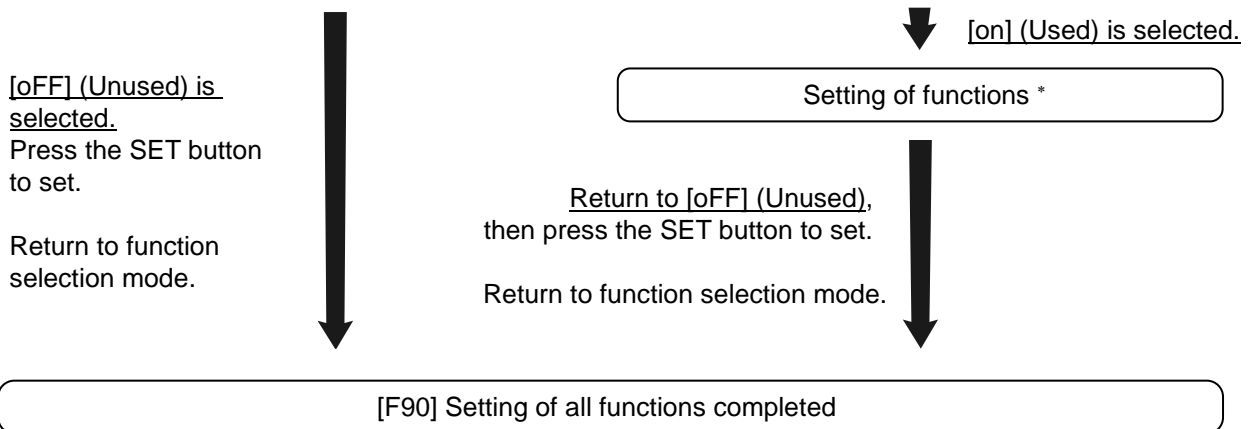 [on] (Used) is selected.
[oFF] (Unused) is
selected.
Press the SET button
to set.
Return to function
selection mode.
Setting of functions *
Return to [oFF] (Unused),
then press the SET button to set.
Return to function selection mode.
[F90] Setting of all functions completed